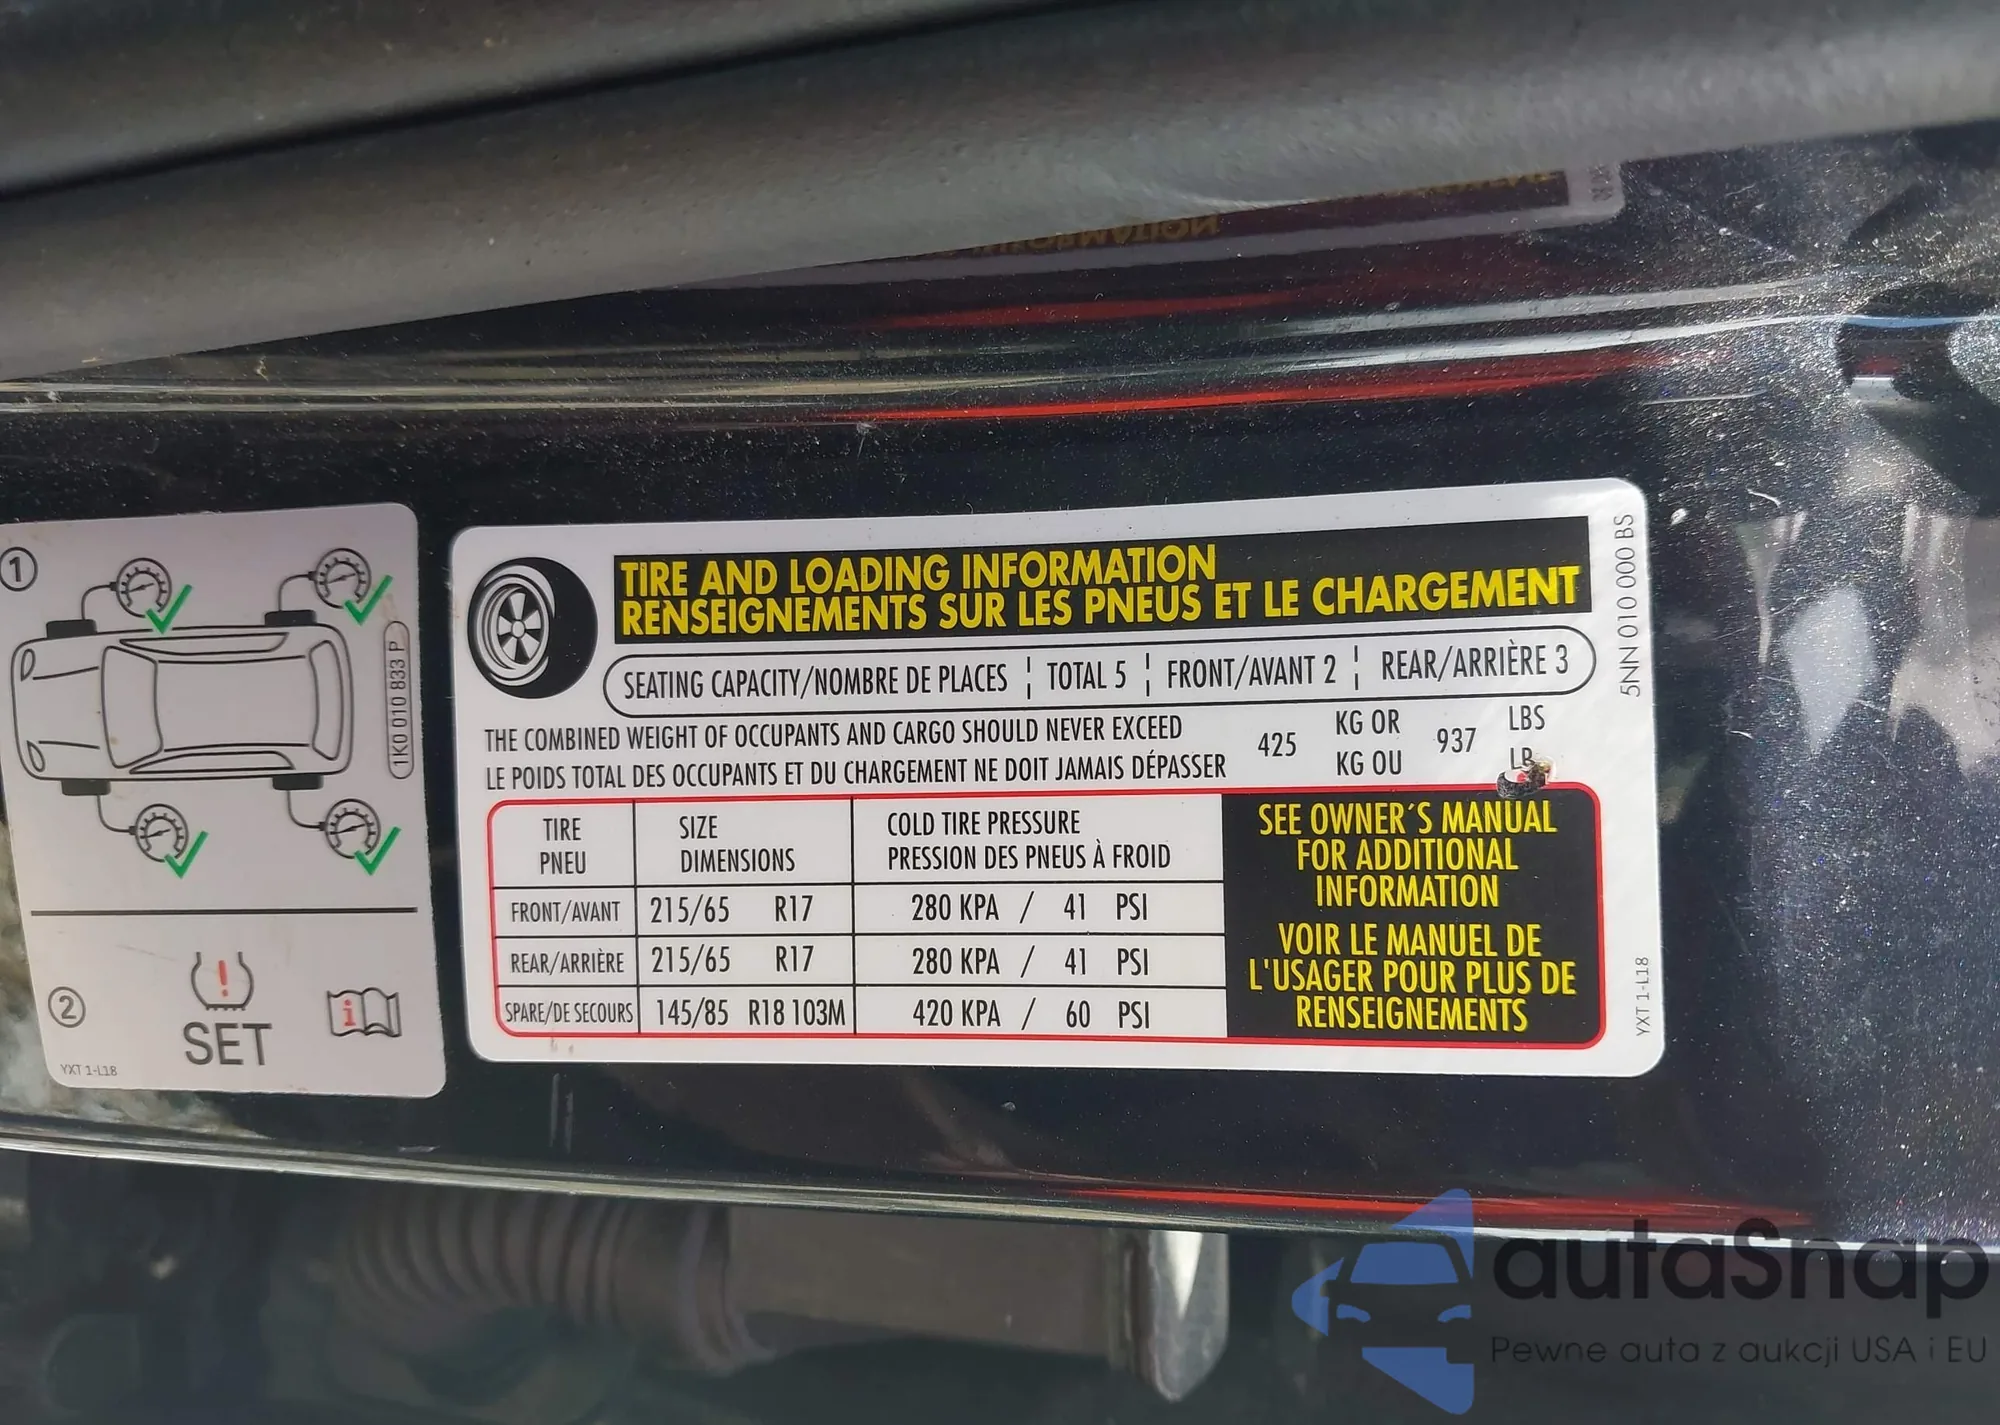 1
1K0 010 833 P
2
SET
i
YXT 1-L18
TIRE AND LOADING INFORMATION
RENSEIGNEMENTS SUR LES PNEUS ET LE CHARGEMENT
SEATING CAPACITY/NOMBRE DE PLACES ¦ TOTAL 5 ¦ FRONT/AVANT 2 ¦ REAR/ARRIÈRE 3
THE COMBINED WEIGHT OF OCCUPANTS AND CARGO SHOULD NEVER EXCEED
LE POIDS TOTAL DES OCCUPANTS ET DU CHARGEMENT NE DOIT JAMAIS DÉPASSER
425
KG OR
KG OU
937
LBS
LB
TIRE SIZE COLD TIRE PRESSURE
PNEU DIMENSIONS PRESSION DES PNEUS À FROID
FRONT/AVANT 215/65 R17 280 KPA / 41 PSI
REAR/ARRIÈRE 215/65 R17 280 KPA / 41 PSI
SPARE/DE SECOURS 145/85 R18 103M 420 KPA / 60 PSI
SEE OWNER´S MANUAL
FOR ADDITIONAL
INFORMATION
VOIR LE MANUEL DE
L'USAGER POUR PLUS DE
RENSEIGNEMENTS
5NN 010 000 BS
YXT 1-L18
autaSnap
Pewne auta z aukcji USA i EU